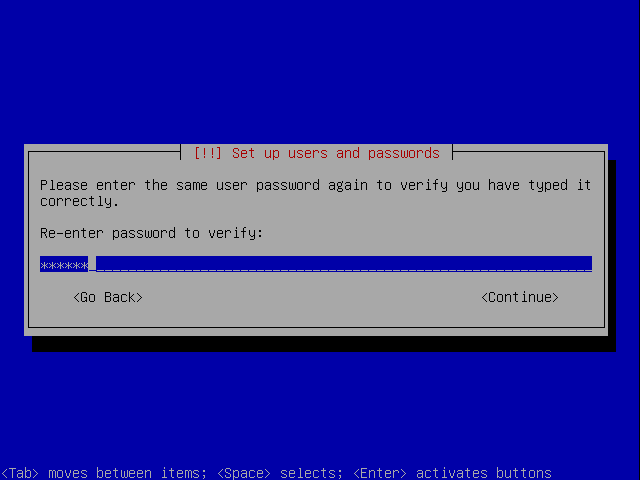 [!!] Set up users and passwords
Please enter the same user password again to verify you have typed it
correctly.
Re-enter password to verify:
******
<Go Back> <Continue>
<Tab> moves between items; <Space> selects; <Enter> activates buttons